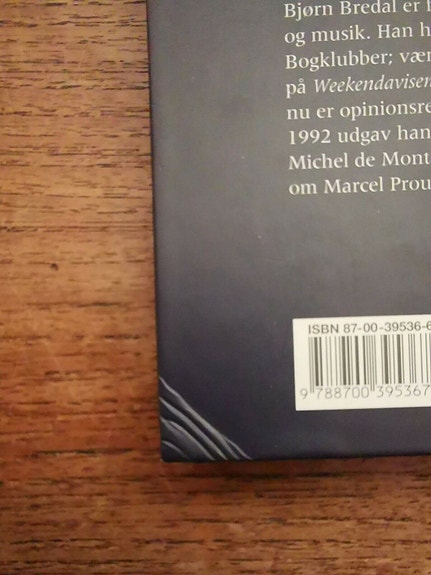 Bjørn Bredal er
og musik. Han h
Bogklubber; vær
på Weekendavisen
nu er opinionsre
1992 udgav han
Michel de Mont
om Marcel Prou
ISBN 87-00-39536-6
9 788700 395367